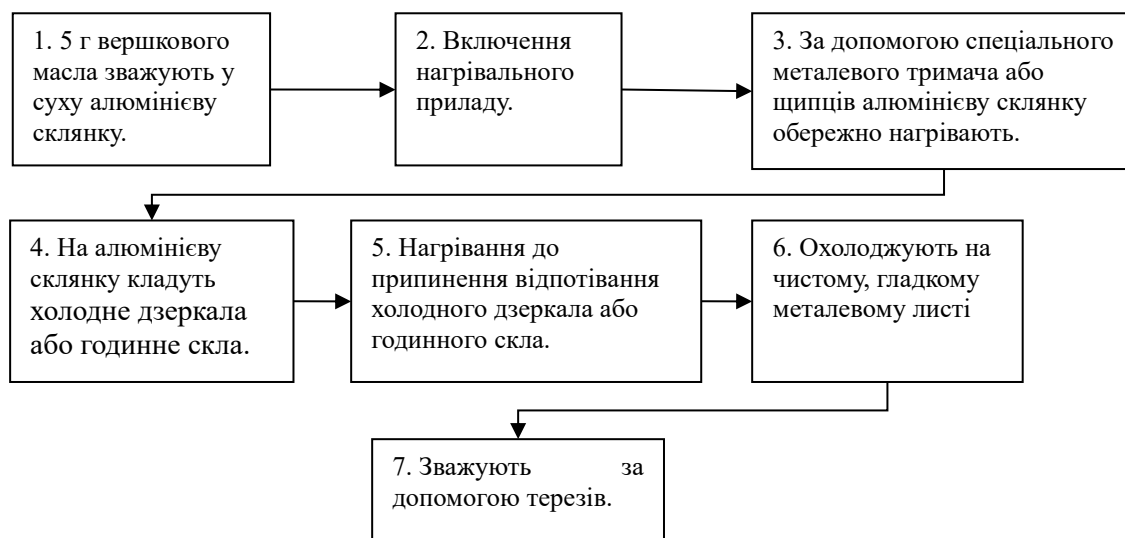 1. 5 г вершкового
масла зважують у
суху алюмінієву
склянку.
2. Включення
нагрівального
приладу.
3. За допомогою спеціального
металевого тримача або
щипців алюмінієву склянку
обережно нагрівають.
4. На алюмінієву
склянку кладуть
холодне дзеркала
або годинне скла.
5. Нагрівання до
припинення відпотівання
холодного дзеркала або
годинного скла.
6. Охолоджують на
чистому, гладкому
металевому листі
7. Зважують за
допомогою терезів.